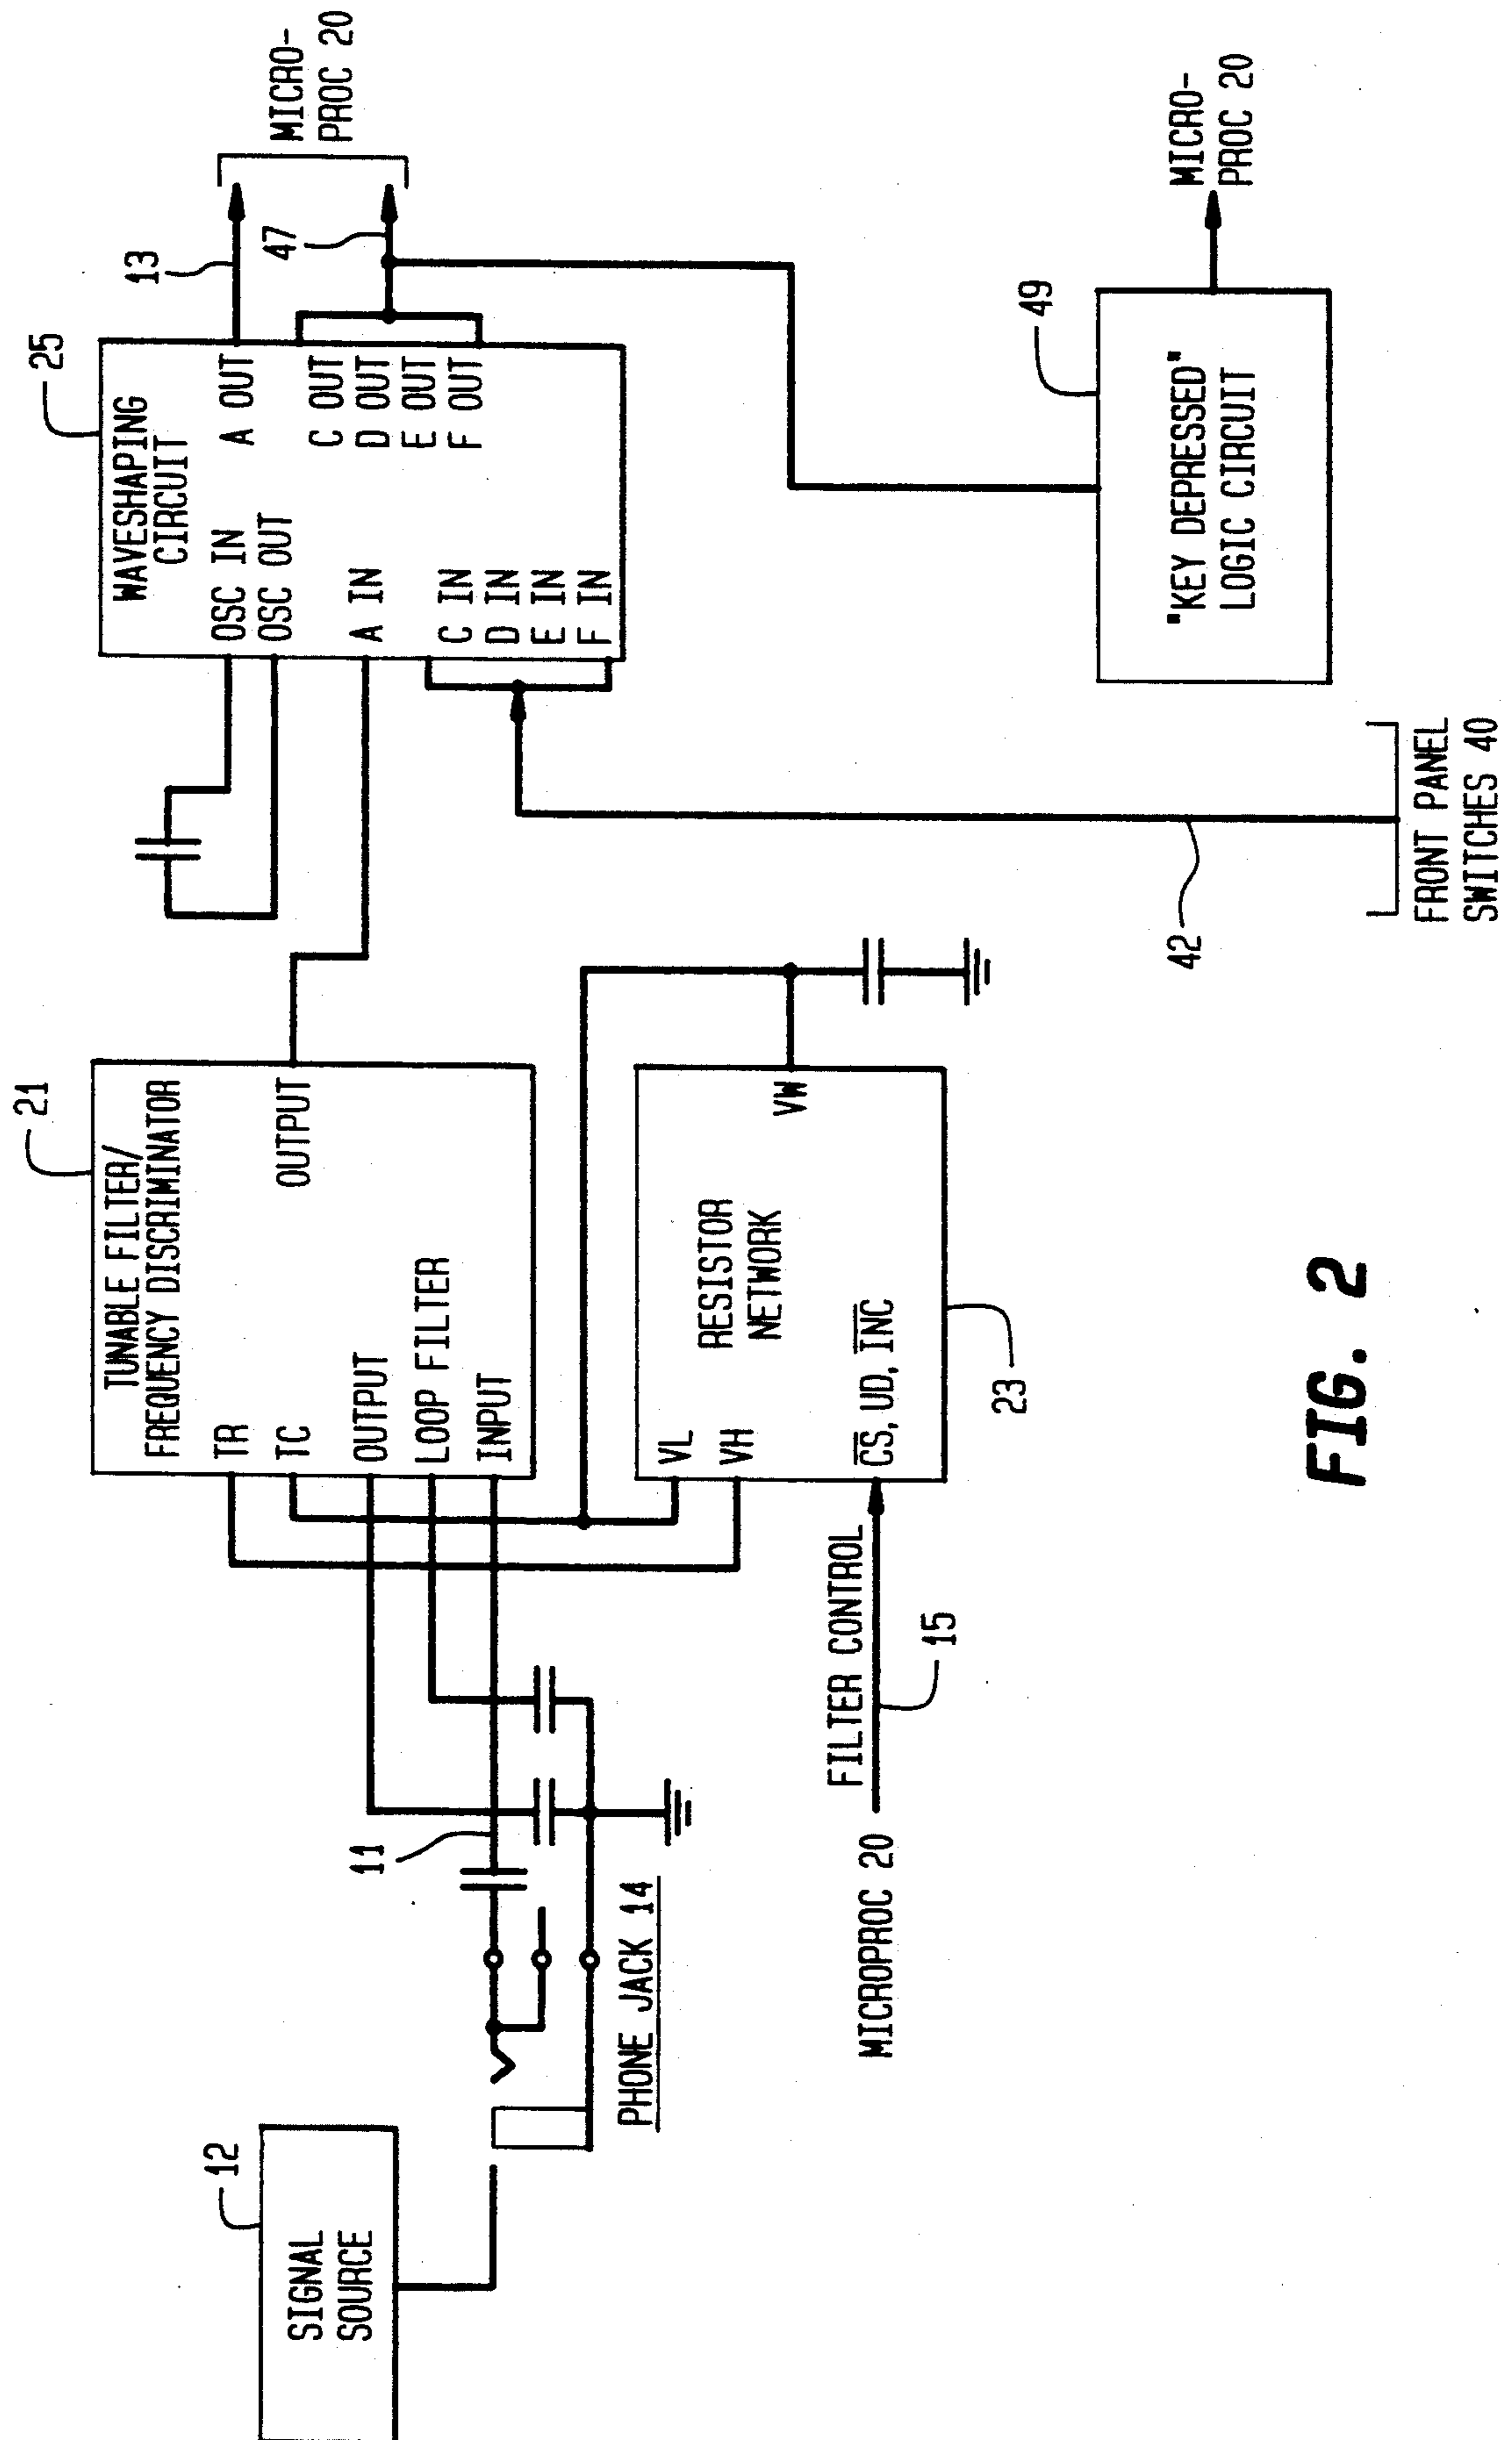 12
SIGNAL
SOURCE
PHONE JACK 14
11
21
TUNABLE FILTER/
FREQUENCY DISCRIMINATOR
TR
TC
OUTPUT
LOOP FILTER
INPUT
OUTPUT
RESISTOR
NETWORK
VL
VH
VW
C̅S̅, UD, I̅N̅C̅
23
FILTER CONTROL
15
MICROPROC 20
25
WAVESHAPING
CIRCUIT
OSC IN
OSC OUT
A IN
C IN
D IN
E IN
F IN
A OUT
C OUT
D OUT
E OUT
F OUT
13
47
MICRO-
PROC 20
42
FRONT PANEL
SWITCHES 40
49
"KEY DEPRESSED"
LOGIC CIRCUIT
MICRO-
PROC 20
FIG. 2